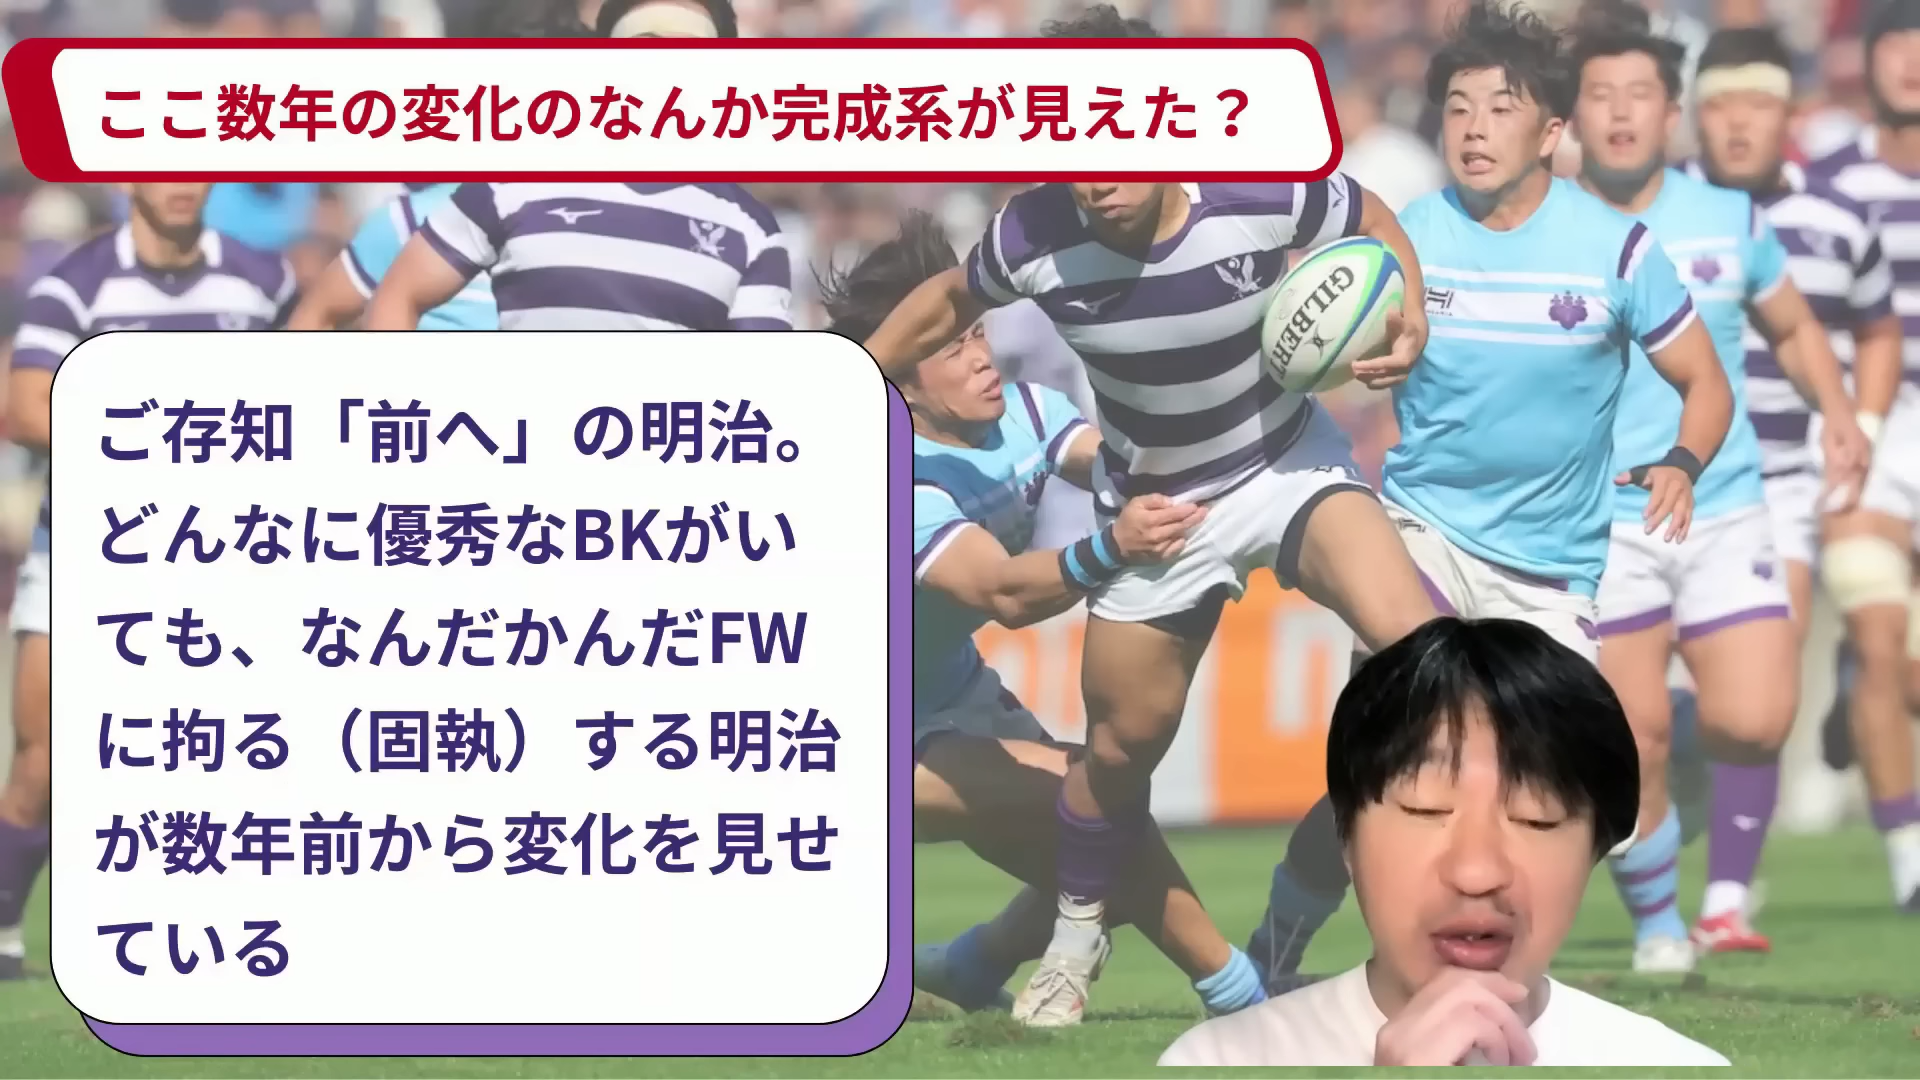 ここ数年の変化のなんか完成系が見えた？
ご存知「前へ」の明治。
どんなに優秀なBKがい
ても、なんだかんだFW
に拘る（固執）する明治
が数年前から変化を見せ
ている
GILBERT